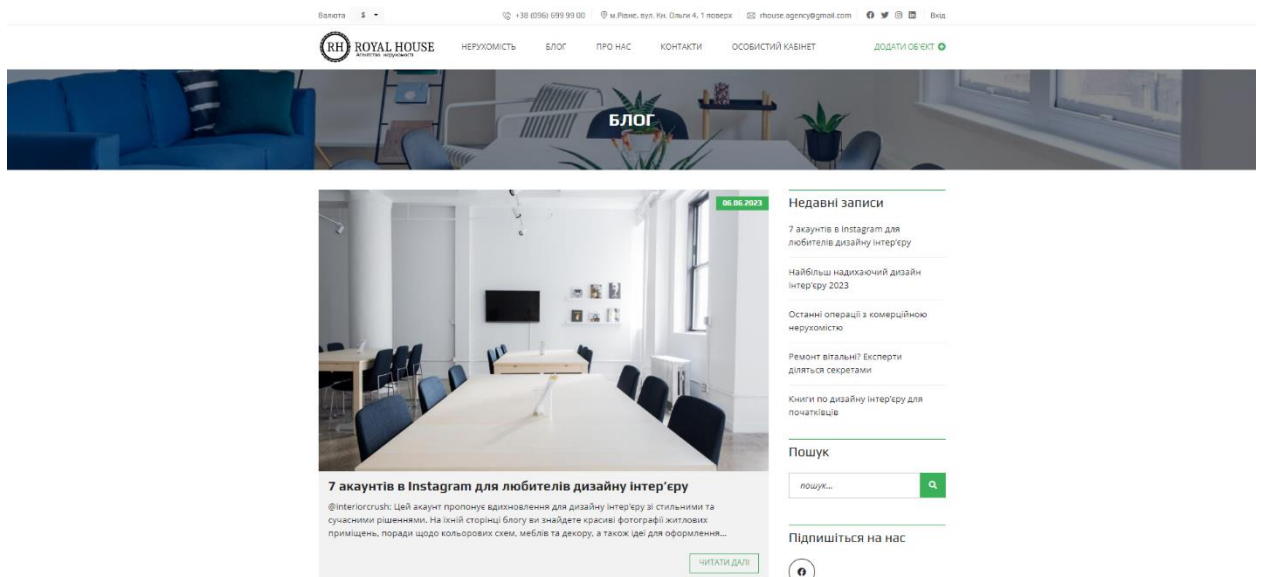 Валюта $
+38 (096) 699 99 00
м.Рівне, вул. Кн. Ольги 4, 1 поверх
rhouse.agency@gmail.com
Вхід
RH ROYAL HOUSE
Агентство нерухомості
НЕРУХОМІСТЬ БЛОГ ПРО НАС КОНТАКТИ ОСОБИСТИЙ КАБІНЕТ ДОДАТИ ОБ'ЄКТ
БЛОГ
06.06.2023
7 акаунтів в Instagram для любителів дизайну інтер'єру
@interiorcrush: Цей акаунт пропонує вдихновлення для дизайну інтер'єру зі стильними та
сучасними рішеннями. На їхній сторінці блогу ви знайдете красиві фотографії житлових
приміщень, поради щодо кольорових схем, меблів та декору, а також ідеї для оформлення...
ЧИТАТИ ДАЛІ
Недавні записи
7 акаунтів в Instagram для
любителів дизайну інтер'єру
Найбільш надихаючий дизайн
інтер'єру 2023
Останні операції з комерційною
нерухомістю
Ремонт вітальні? Експерти
діляться секретами
Книги по дизайну інтер'єру для
початківців
Пошук
пошук...
Підпишіться на нас